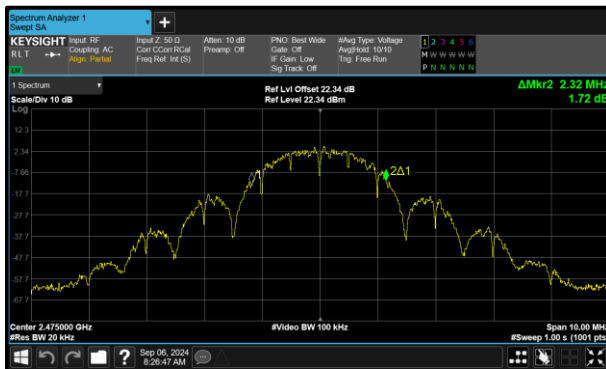 Spectrum Analyzer 1
Swept SA
+
KEYSIGHT
RLT
Input: RF
Coupling: AC
Align: Partial
Input Z: 50 Ω
Corr CCorr RCal
Freq Ref: Int (S)
Atten: 10 dB
Preamp: Off
PNO: Best Wide
Gate: Off
IF Gain: Low
Sig Track: Off
#Avg Type: Voltage
Avg|Hold: 10/10
Trig: Free Run
1 2 3 4 5 6
M W W W W W
P N N N N N
1 Spectrum
Scale/Div 10 dB
Ref Lvl Offset 22.34 dB
Ref Level 22.34 dBm
ΔMkr2 2.32 MHz
1.72 dB
Log
12.3
2.34
-7.66
-17.7
-27.7
-37.7
-47.7
-57.7
-67.7
2Δ1
Center 2.475000 GHz
#Res BW 20 kHz
#Video BW 100 kHz
Span 10.00 MHz
#Sweep 1.00 s (1001 pts)
?
Sep 06, 2024
8:26:47 AM